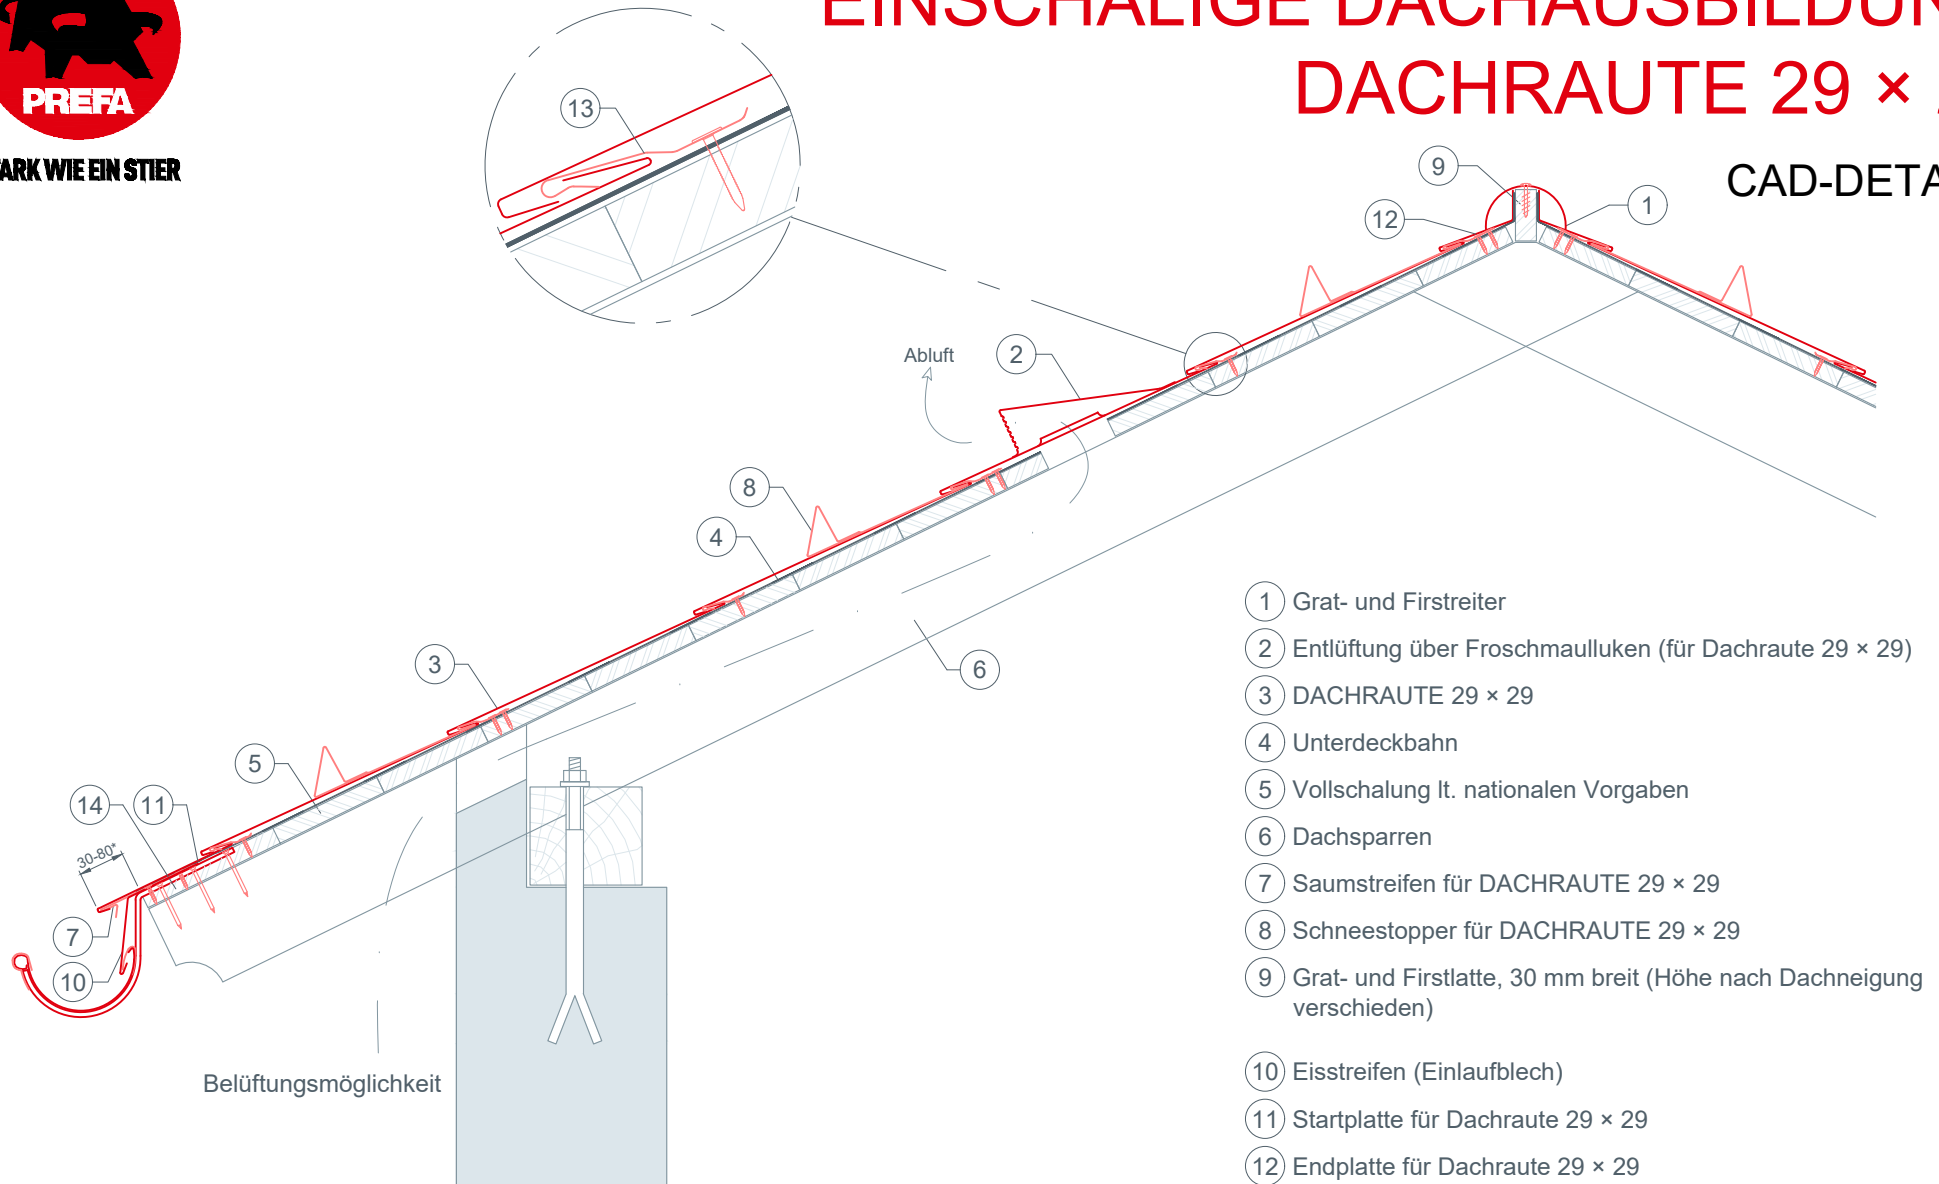 EINSCHALIGE DACHAUSBILDUN
DACHRAUTE 29 ×
CAD-DETA
PREFA
ARK WIE EIN STIER
13
9
12
1
Abluft
2
8
4
3
6
5
14
11
30-80*
7
10
Belüftungsmöglichkeit
1 Grat- und Firstreiter
2 Entlüftung über Froschmaulluken (für Dachraute 29 × 29)
3 DACHRAUTE 29 × 29
4 Unterdeckbahn
5 Vollschalung lt. nationalen Vorgaben
6 Dachsparren
7 Saumstreifen für DACHRAUTE 29 × 29
8 Schneestopper für DACHRAUTE 29 × 29
9 Grat- und Firstlatte, 30 mm breit (Höhe nach Dachneigung
verschieden)
10 Eisstreifen (Einlaufblech)
11 Startplatte für Dachraute 29 × 29
12 Endplatte für Dachraute 29 × 29